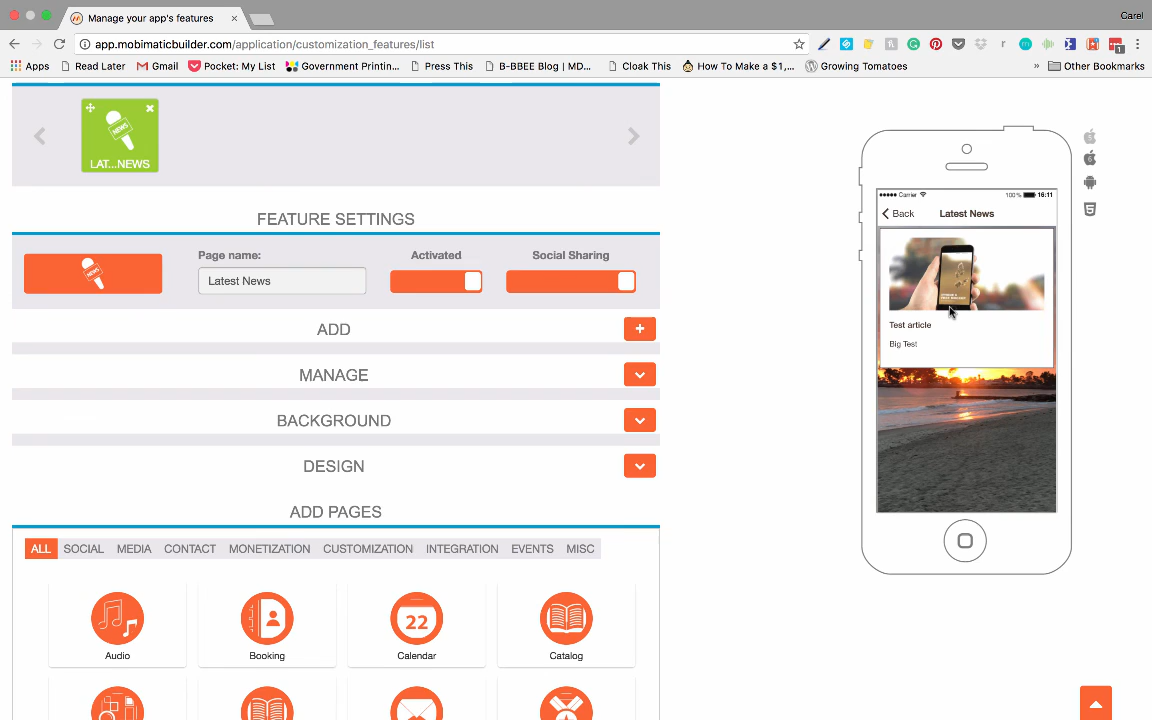 Manage your app's features
Carel
app.mobimaticbuilder.com/application/customization_features/list
Apps Read Later Gmail Pocket: My List Government Printin... Press This B-BBEE Blog | MD... Cloak This How To Make a $1,... Growing Tomatoes » Other Bookmarks
NEWS
LAT...NEWS
FEATURE SETTINGS
NEWS
Page name:
Activated
Social Sharing
Latest News
ADD
MANAGE
BACKGROUND
DESIGN
ADD PAGES
ALL SOCIAL MEDIA CONTACT MONETIZATION CUSTOMIZATION INTEGRATION EVENTS MISC
22
Audio Booking Calendar Catalog
Carrier 100% 16:11
Back Latest News
Test article
Big Test